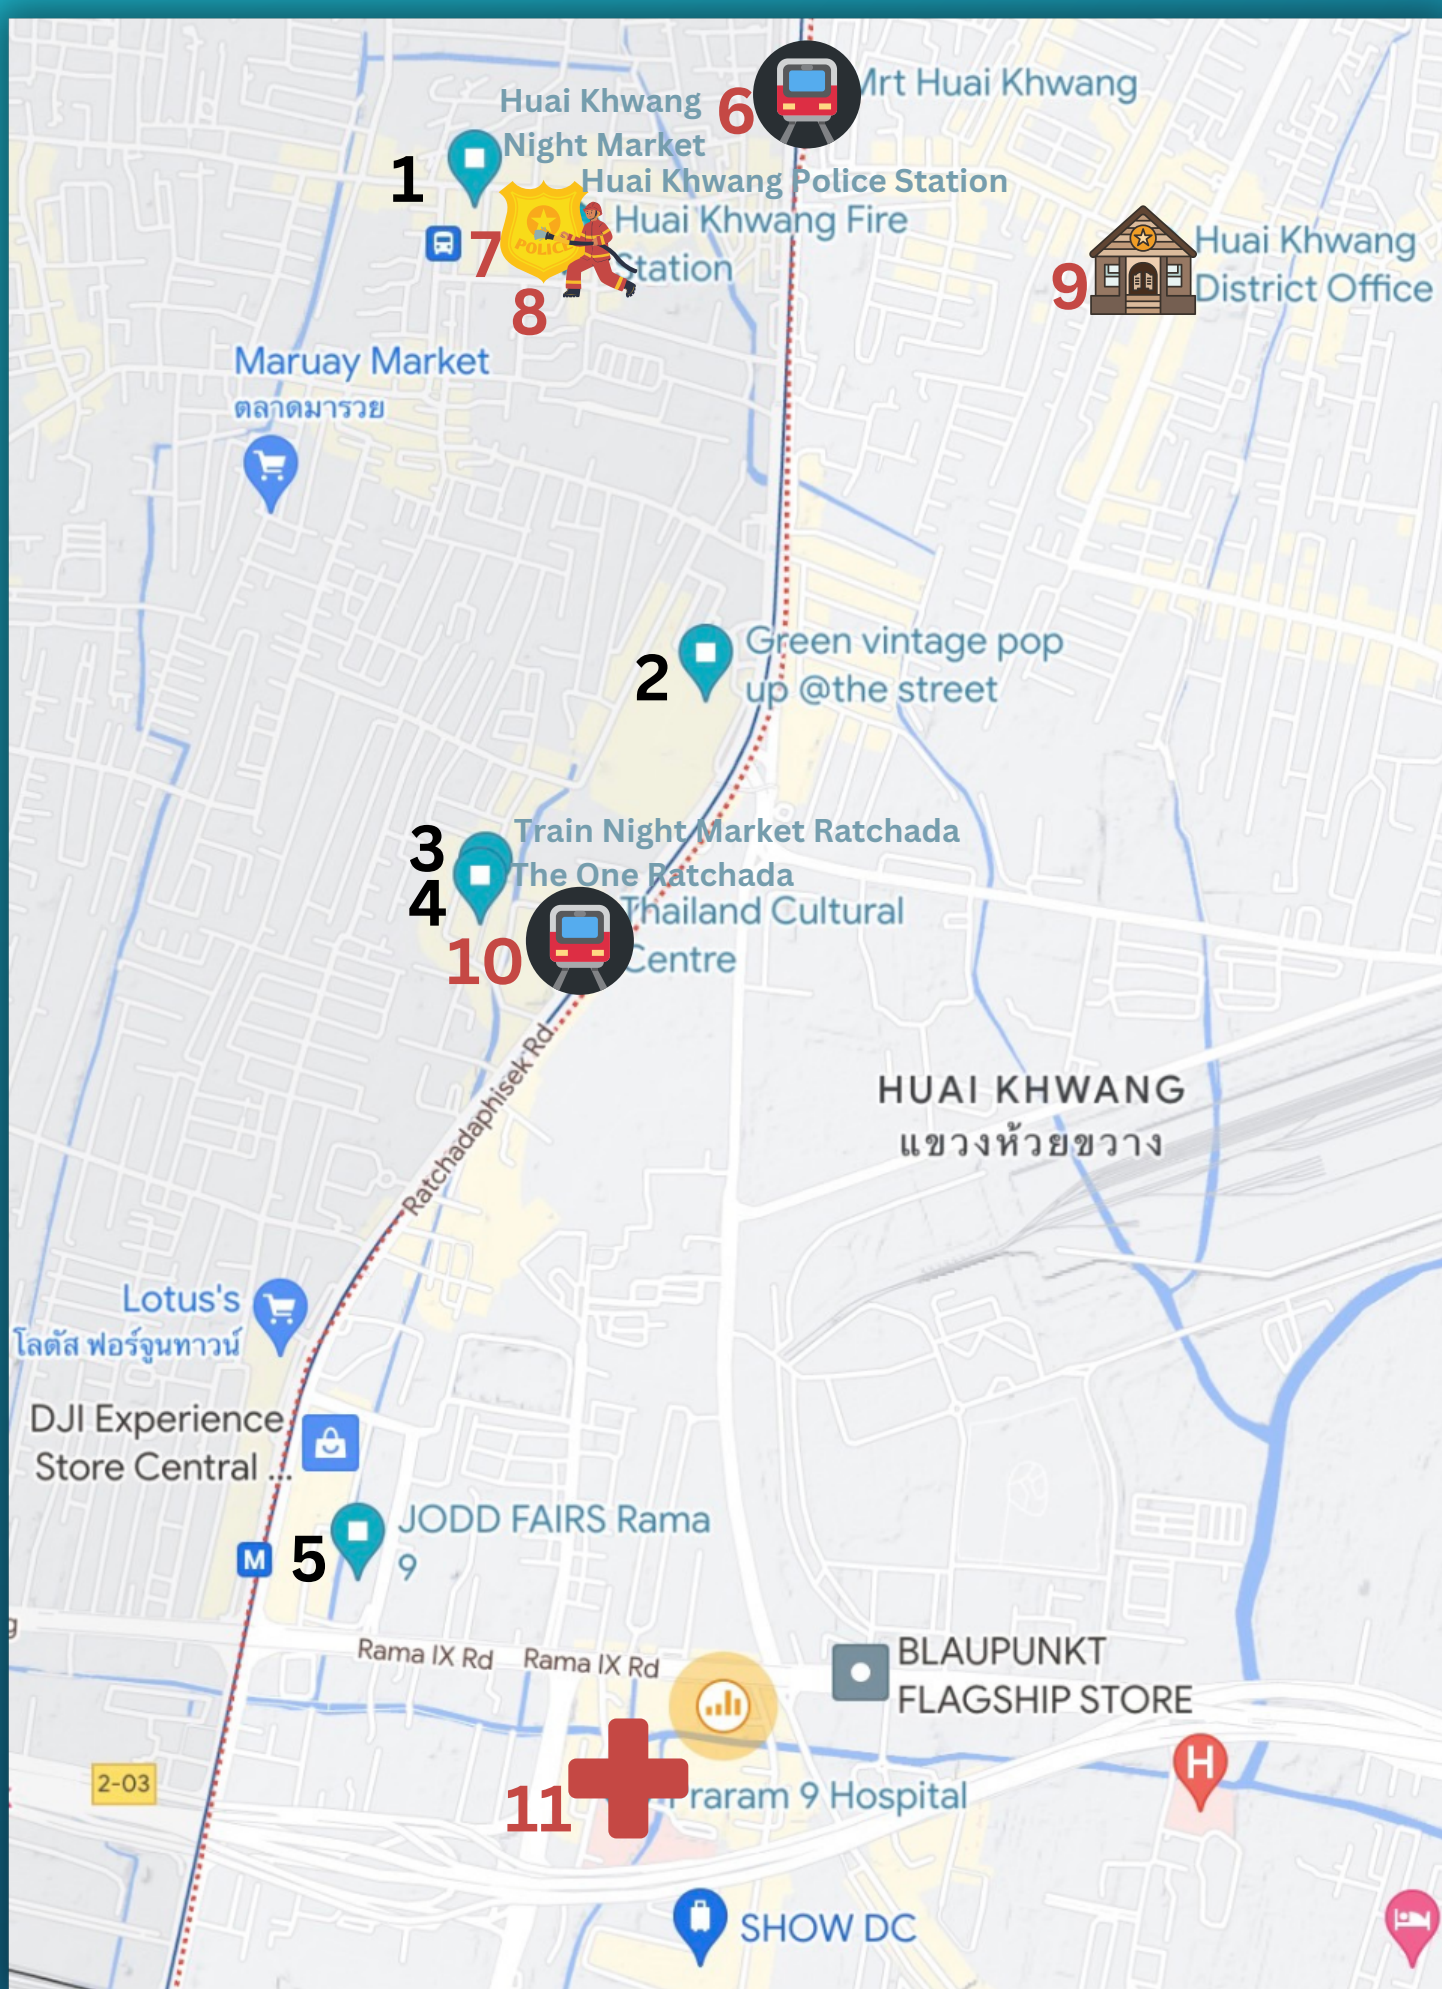 Mrt Huai Khwang
6
Huai Khwang
Night Market
1
Huai Khwang Police Station
Huai Khwang Fire
Station
POLICE
7
8
Huai Khwang
District Office
9
Maruay Market
ตลาดมารวย
Green vintage pop
up @the street
2
3
Train Night Market Ratchada
4
The One Ratchada
Thailand Cultural
Centre
10
Ratchadaphisek Rd
HUAI KHWANG
แขวงห้วยขวาง
Lotus's
โลตัส ฟอร์จูนทาวน์
DJI Experience
Store Central ...
JODD FAIRS Rama
9
5
M
g
Rama IX Rd
Rama IX Rd
BLAUPUNKT
FLAGSHIP STORE
H
2-03
11
Praram 9 Hospital
SHOW DC